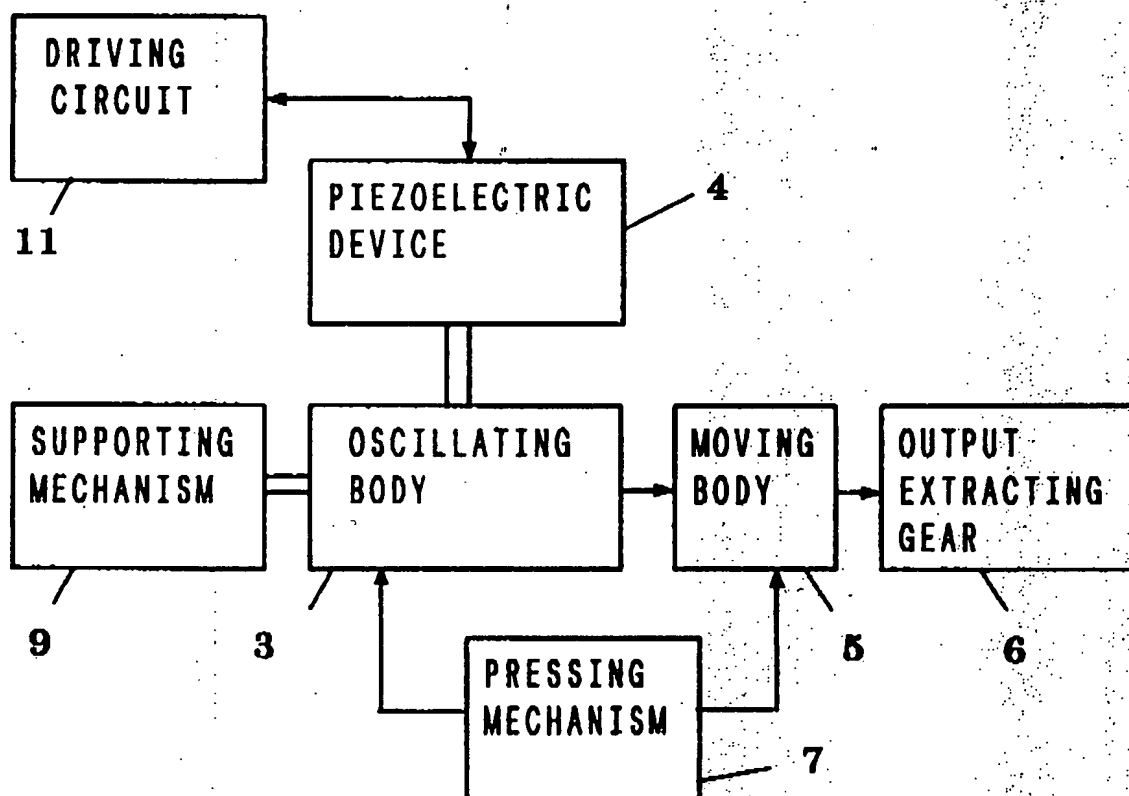 DRIVING
CIRCUIT
11
PIEZOELECTRIC
DEVICE
4
SUPPORTING
MECHANISM
9
OSCILLATING
BODY
3
MOVING
BODY
5
OUTPUT
EXTRACTING
GEAR
6
PRESSING
MECHANISM
7